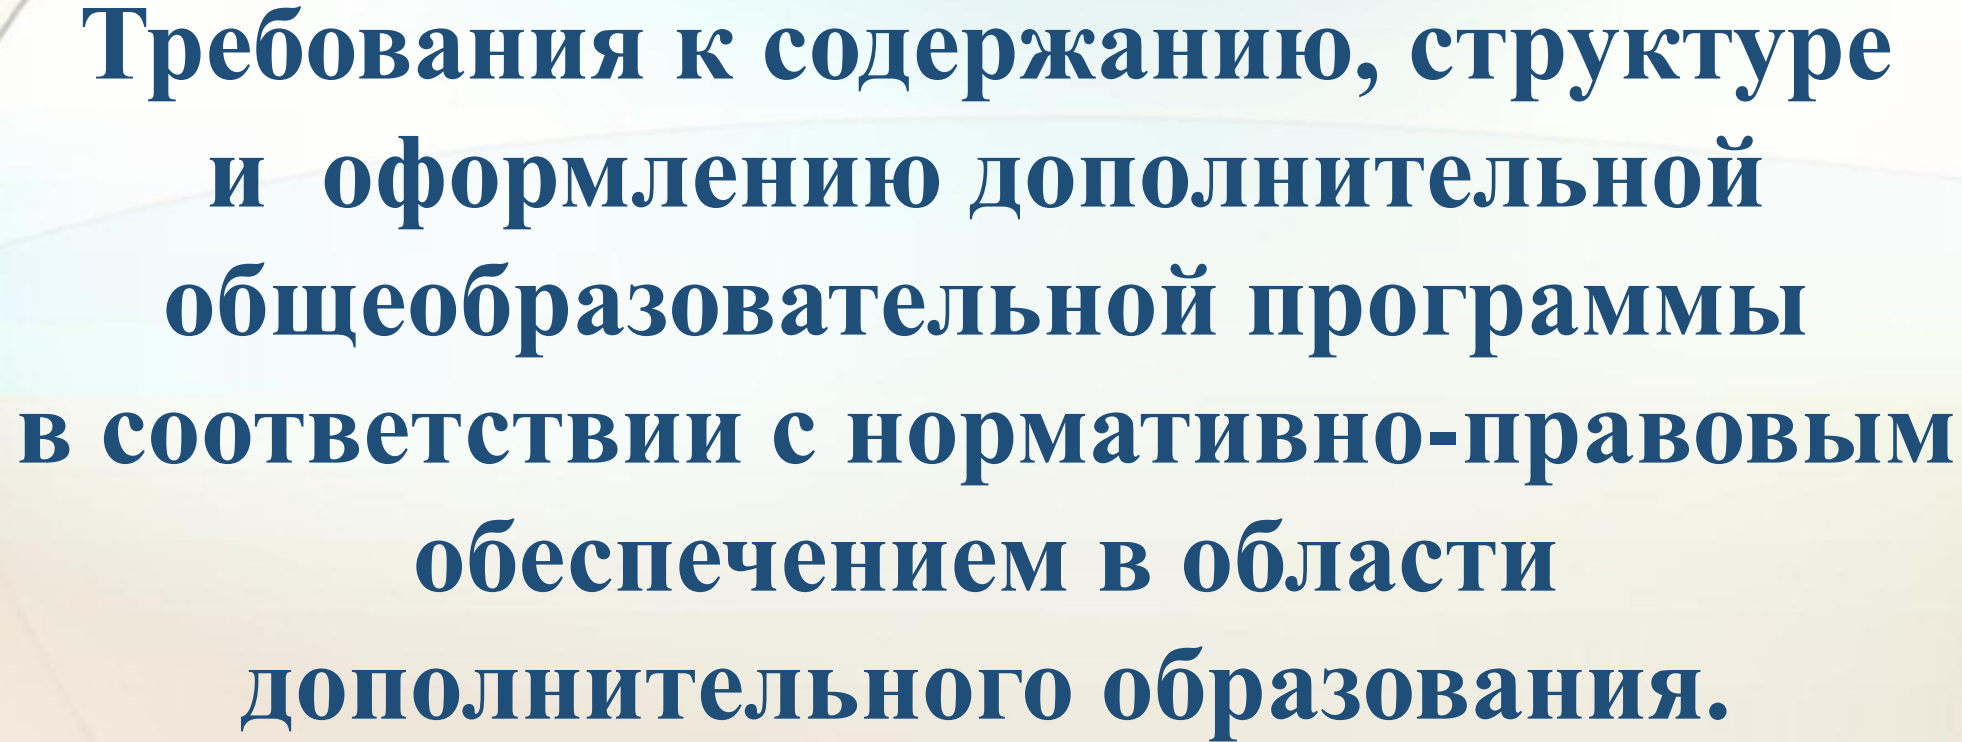 Требования к содержанию, структуре
и оформлению дополнительной
общеобразовательной программы
в соответствии с нормативно-правовым
обеспечением в области
дополнительного образования.